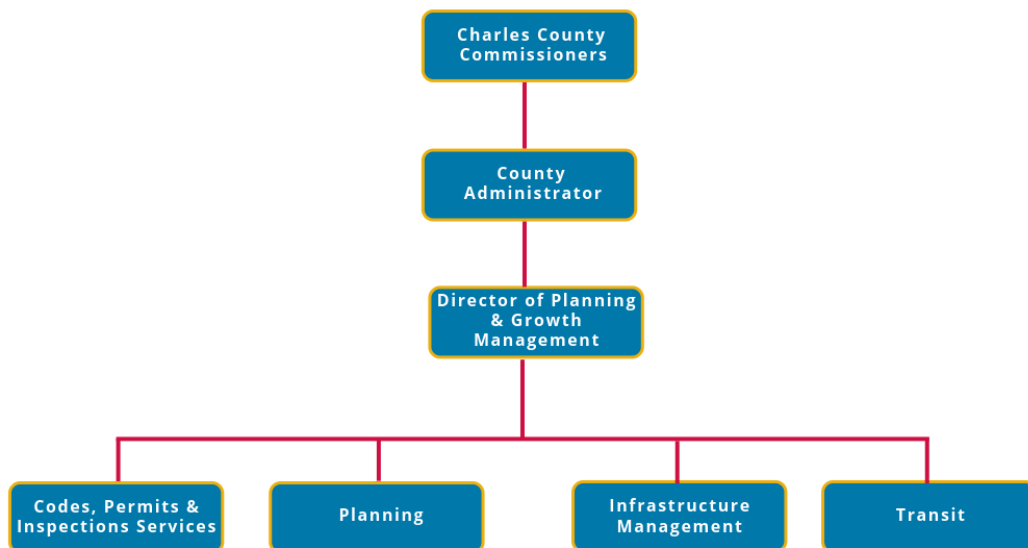 Charles County
Commissioners
County
Administrator
Director of Planning
& Growth
Management
Codes, Permits &
Inspections Services
Planning
Infrastructure
Management
Transit